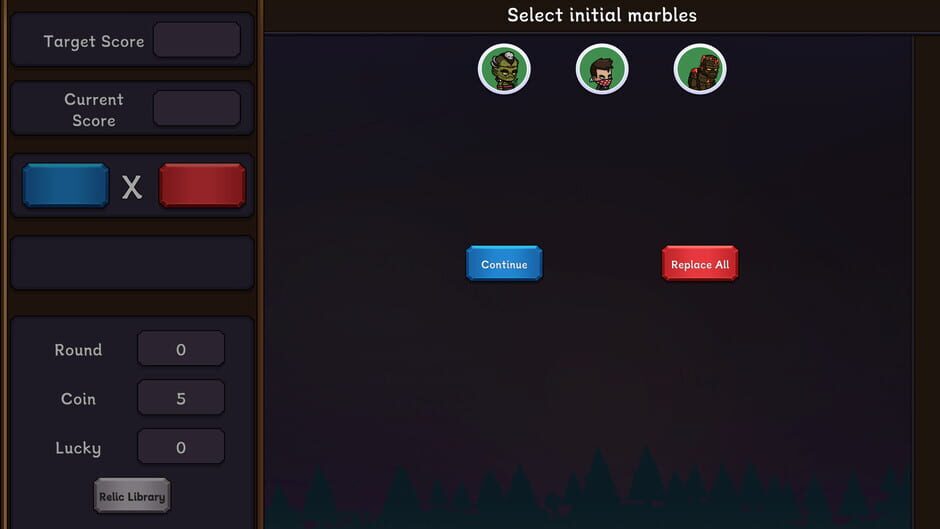 Select initial marbles
Target Score
Current
Score
X
Continue
Replace All
Round 0
Coin 5
Lucky 0
Relic Library